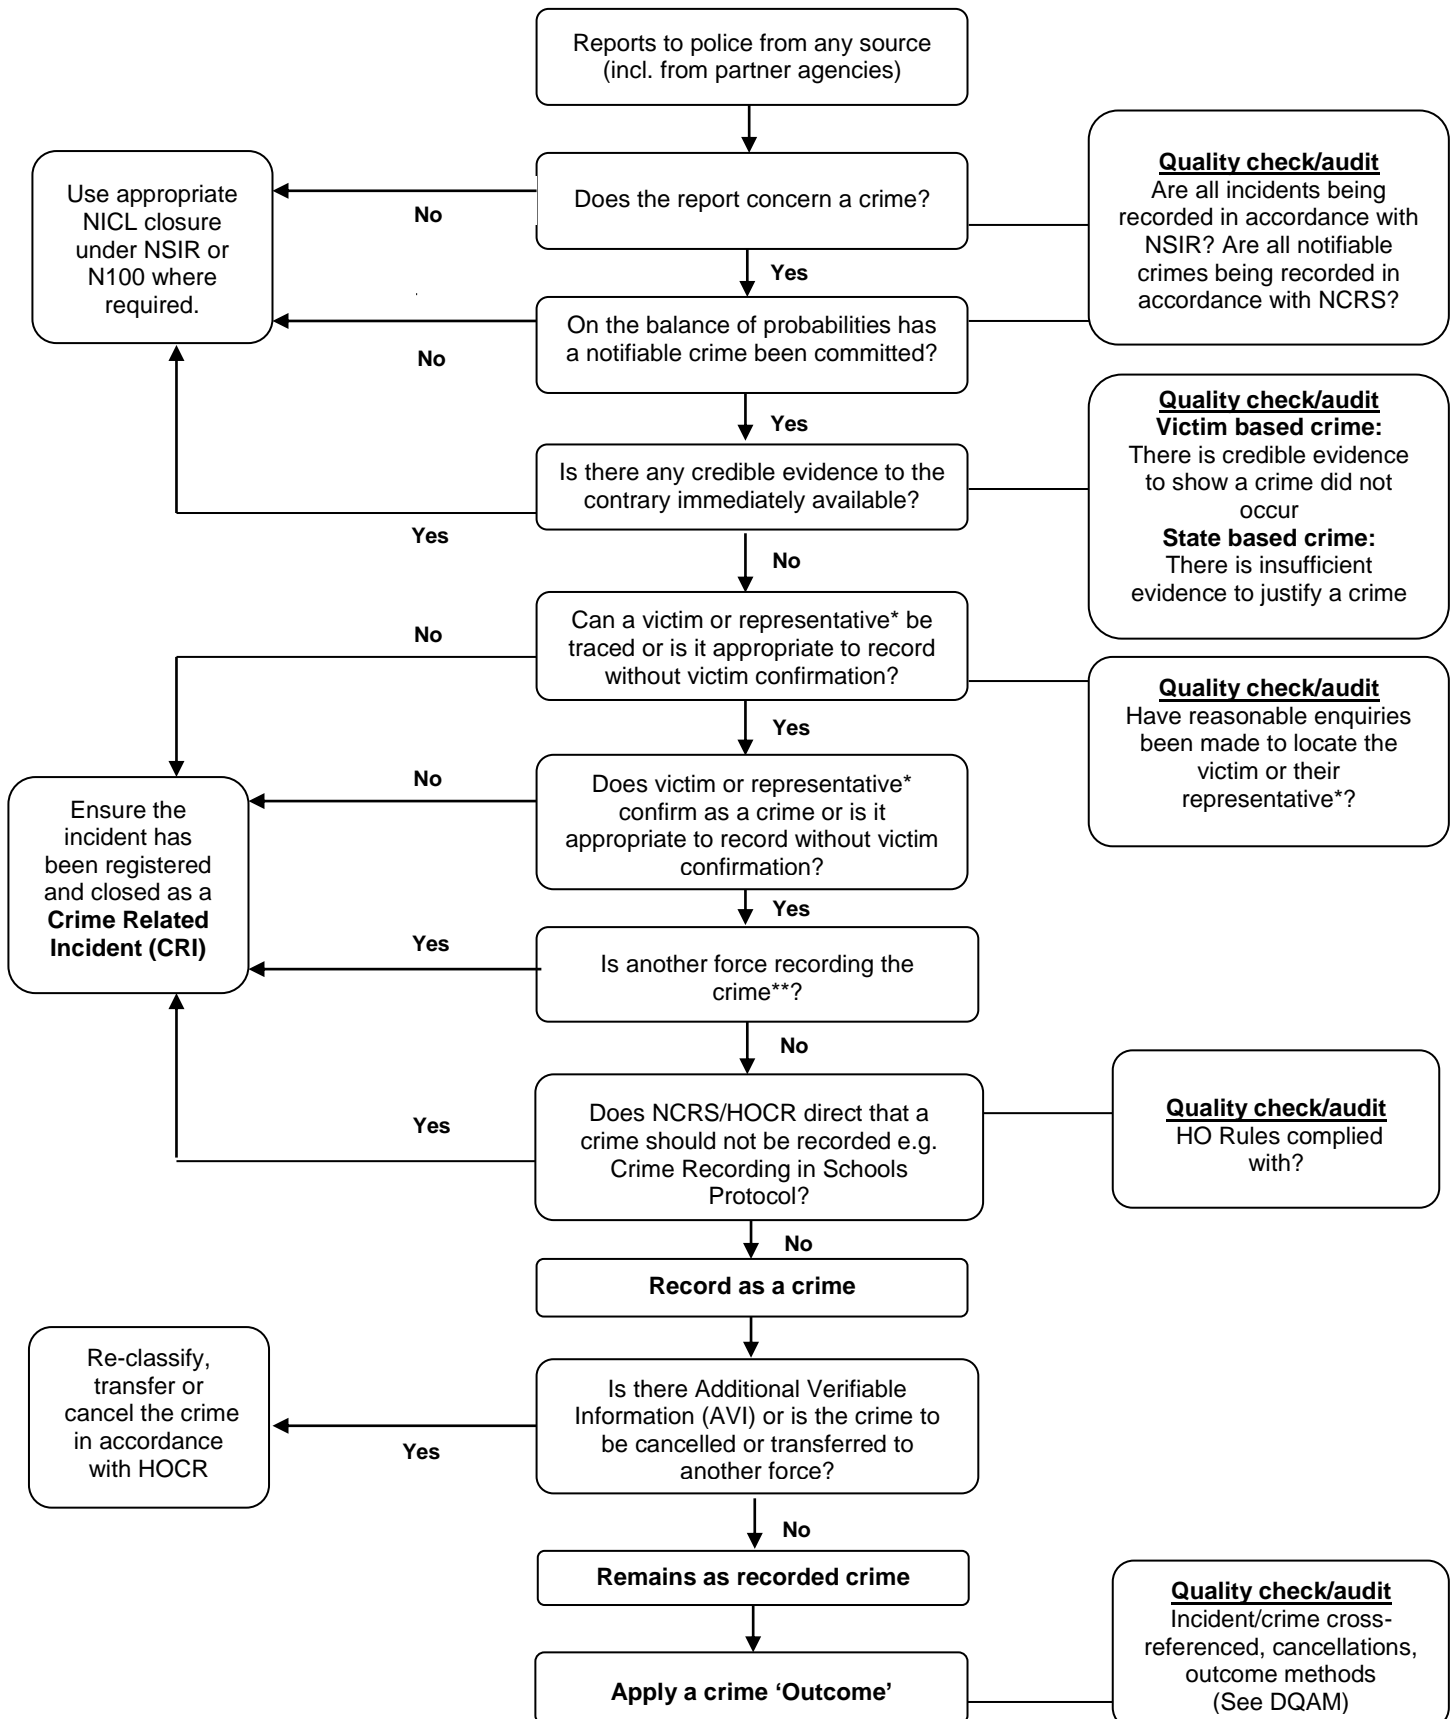 Reports to police from any source
(incl. from partner agencies)
Use appropriate
NICL closure
under NSIR or
N100 where
required.
No
Does the report concern a crime?
Quality check/audit
Are all incidents being
recorded in accordance with
NSIR? Are all notifiable
crimes being recorded in
accordance with NCRS?
Yes
No
On the balance of probabilities has
a notifiable crime been committed?
Yes
Yes
Is there any credible evidence to the
contrary immediately available?
Quality check/audit
Victim based crime:
There is credible evidence
to show a crime did not
occur
State based crime:
There is insufficient
evidence to justify a crime
No
No
Can a victim or representative* be
traced or is it appropriate to record
without victim confirmation?
Quality check/audit
Have reasonable enquiries
been made to locate the
victim or their
representative*?
Yes
No
Does victim or representative*
confirm as a crime or is it
appropriate to record without victim
confirmation?
Ensure the
incident has
been registered
and closed as a
Crime Related
Incident (CRI)
Yes
Yes
Is another force recording the
crime**?
No
Yes
Does NCRS/HOCR direct that a
crime should not be recorded e.g.
Crime Recording in Schools
Protocol?
Quality check/audit
HO Rules complied
with?
No
Record as a crime
Re-classify,
transfer or
cancel the crime
in accordance
with HOCR
Yes
Is there Additional Verifiable
Information (AVI) or is the crime to
be cancelled or transferred to
another force?
No
Remains as recorded crime
Apply a crime ‘Outcome’
Quality check/audit
Incident/crime cross-
referenced, cancellations,
outcome methods
(See DQAM)